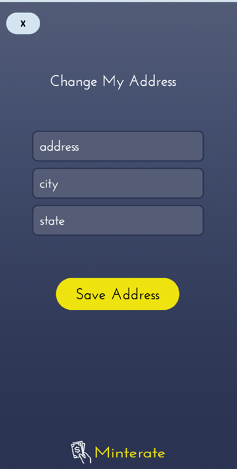 x
Change My Address
address
city
state
Save Address
Minterate